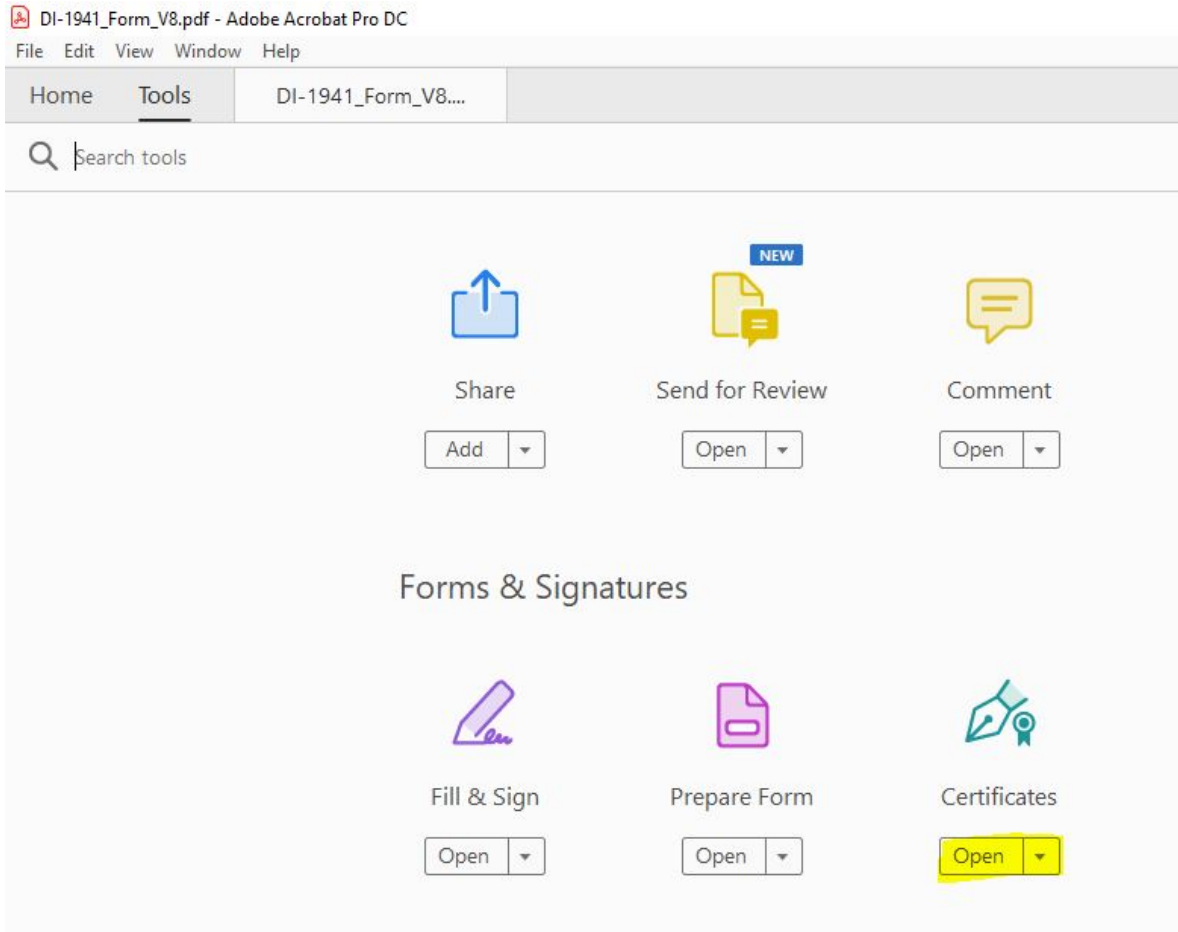 DI-1941_Form_V8.pdf - Adobe Acrobat Pro DC
File Edit View Window Help
Home Tools DI-1941_Form_V8....
Search tools
NEW
Share Send for Review Comment
Add Open Open
Forms & Signatures
Fill & Sign Prepare Form Certificates
Open Open Open